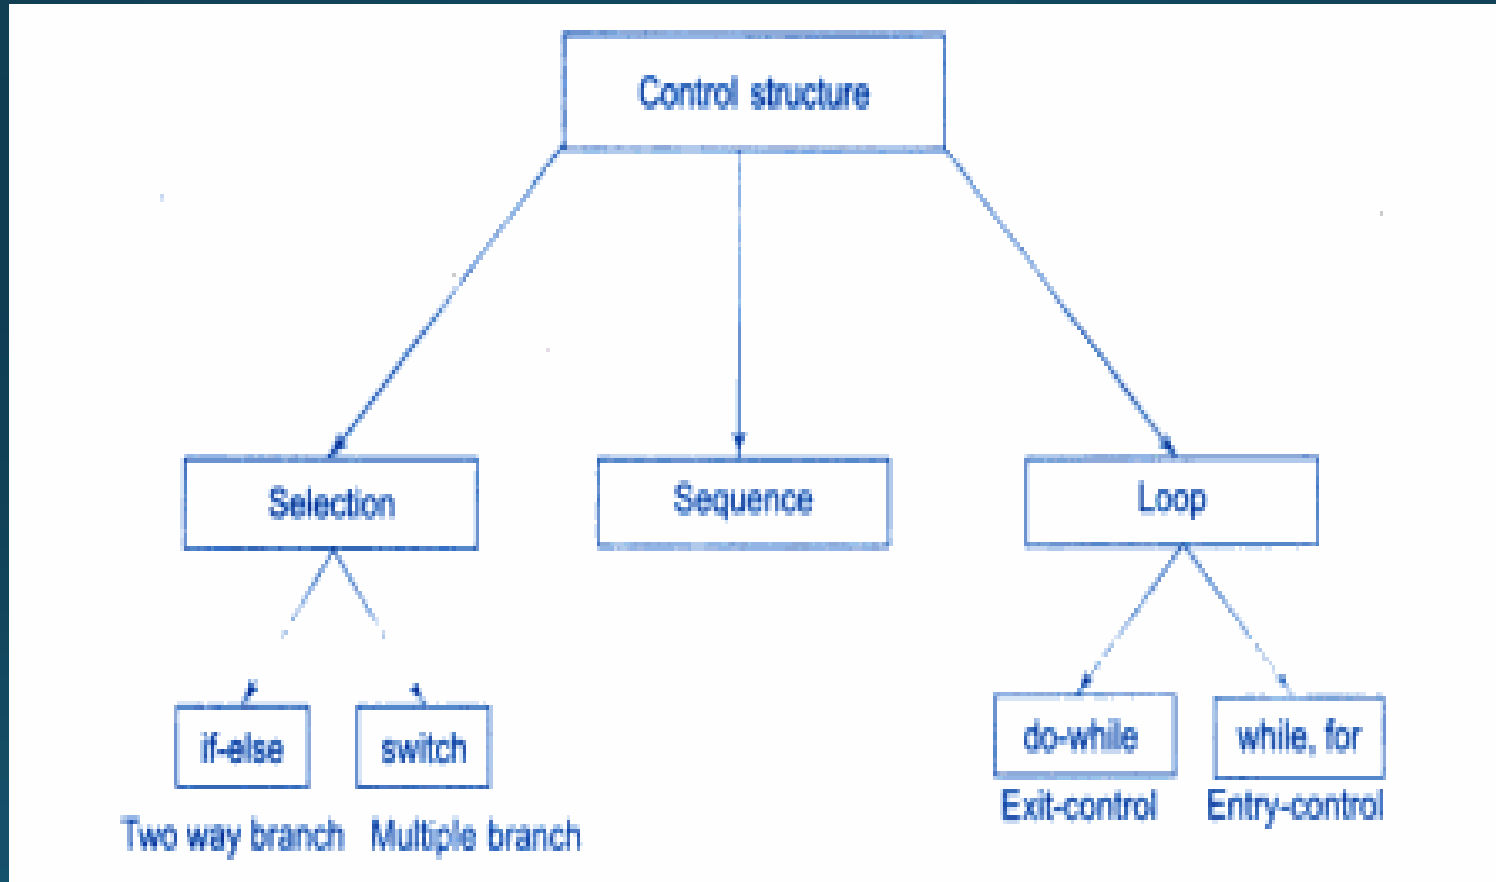 Control structure
Selection
Sequence
Loop
if-else
switch
do-while
while, for
Two way branch
Multiple branch
Exit-control
Entry-control